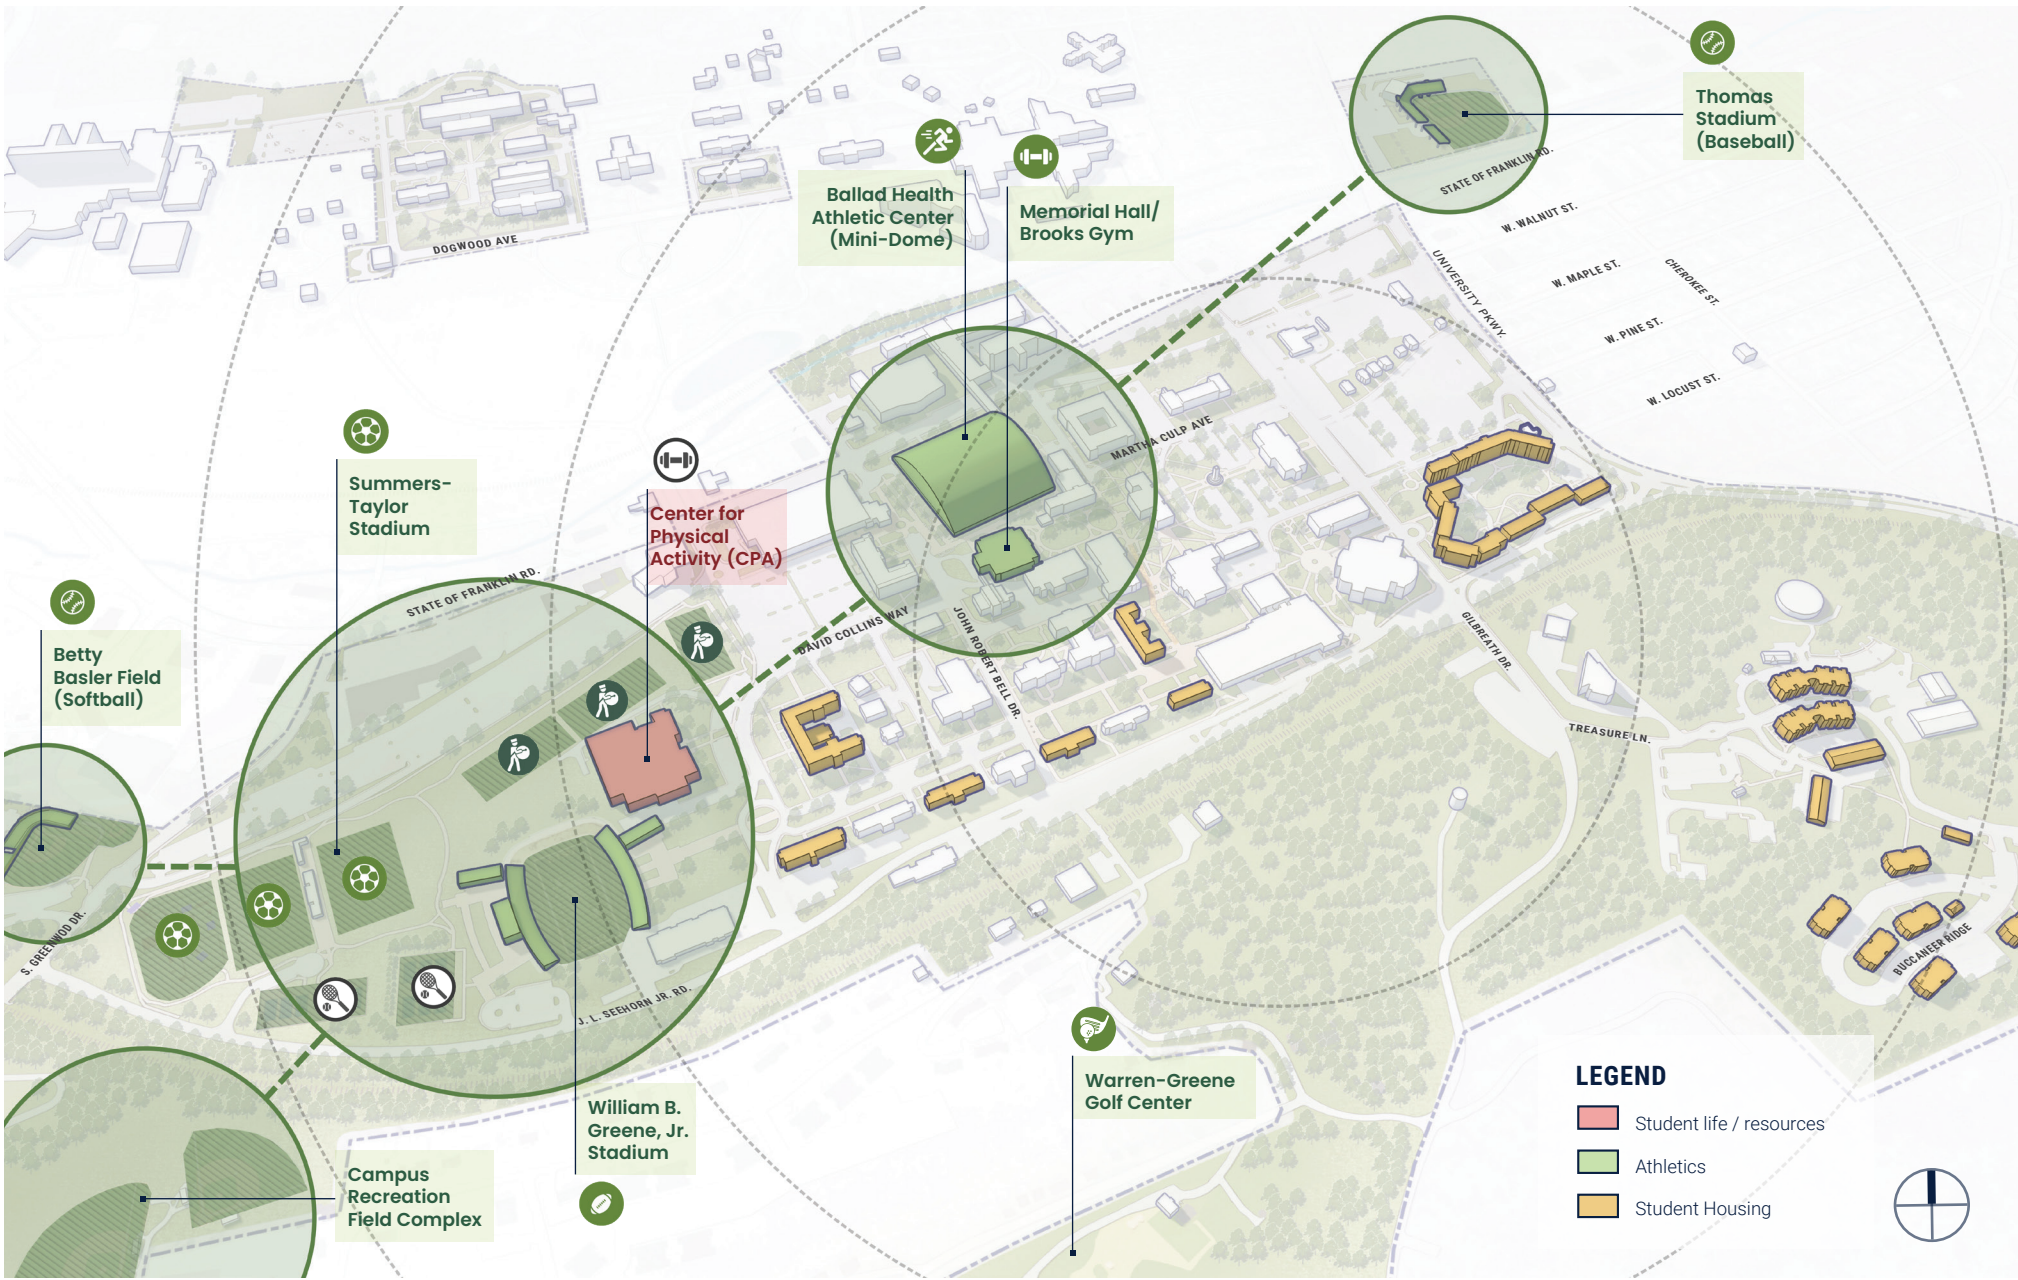 Thomas
Stadium
(Baseball)
STATE OF FRANKLIN RD.
W. WALNUT ST.
W. MAPLE ST.
CHEROKEE ST.
W. PINE ST.
W. LOCUST ST.
UNIVERSITY PKWY.
DOGWOOD AVE
Ballad Health
Athletic Center
(Mini-Dome)
Memorial Hall/
Brooks Gym
MARTHA CULP AVE
Summers-
Taylor
Stadium
Center for
Physical
Activity (CPA)
STATE OF FRANKLIN RD.
DAVID COLLINS WAY
JOHN ROBERT BELL DR.
GILBREATH DR.
TREASURE LN.
Betty
Basler Field
(Softball)
S. GREENWOD DR.
J. L. SEEHORN JR. RD.
BUCCANEER RIDGE
Warren-Greene
Golf Center
William B.
Greene, Jr.
Stadium
Campus
Recreation
Field Complex
LEGEND
Student life / resources
Athletics
Student Housing